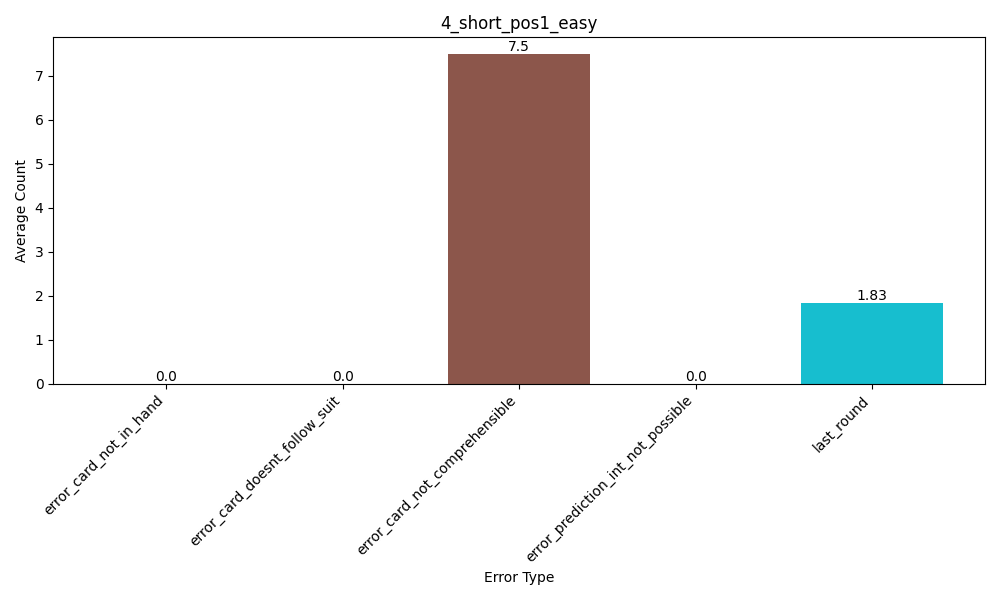 4_short_pos1_easy
Average Count
7
6
5
4
3
2
1
0
0.0
0.0
7.5
0.0
1.83
error_card_not_in_hand
error_card_doesnt_follow_suit
error_card_not_comprehensible
error_prediction_int_not_possible
last_round
Error Type